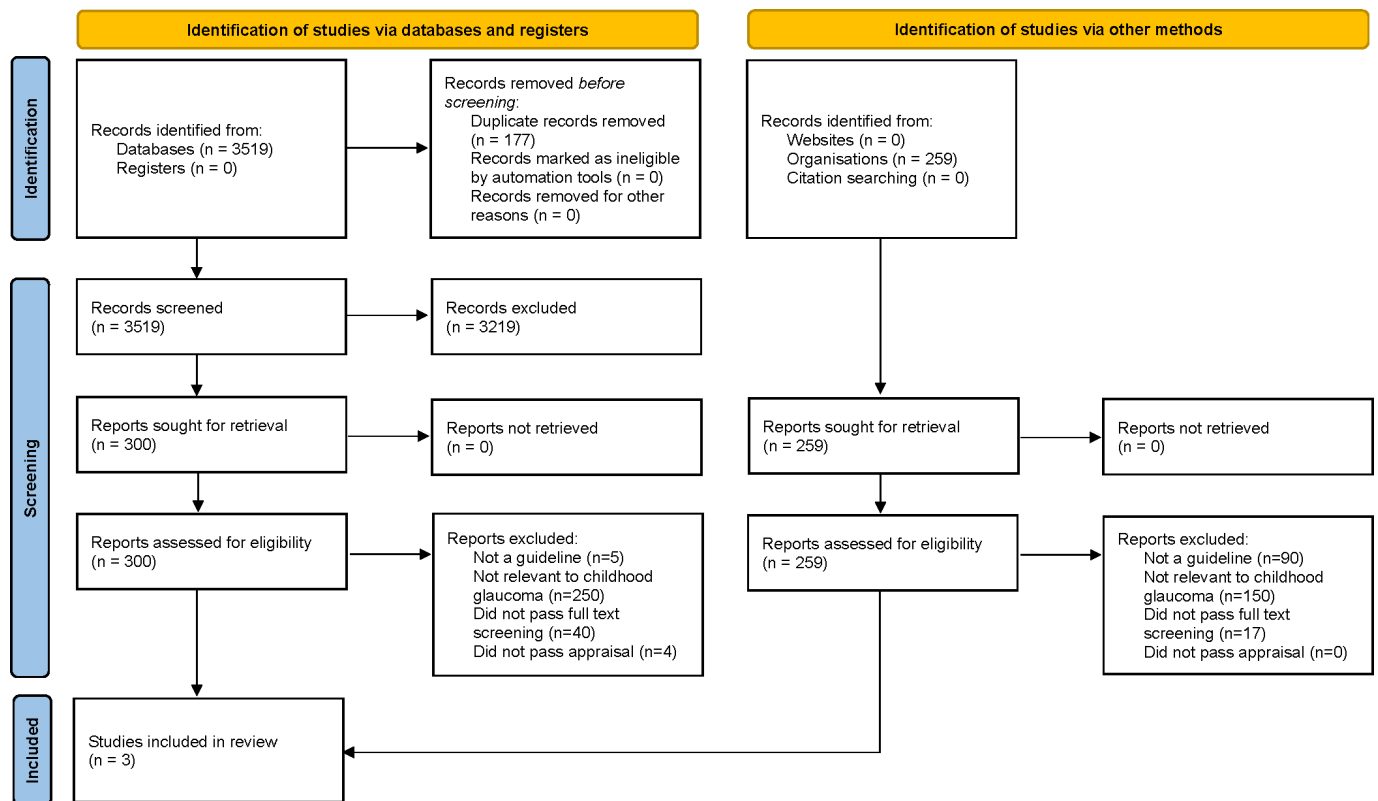 Identification of studies via databases and registers
Identification of studies via other methods
Identification
Records identified from:
Databases (n = 3519)
Registers (n = 0)
Records removed before
screening:
Duplicate records removed
(n = 177)
Records marked as ineligible
by automation tools (n = 0)
Records removed for other
reasons (n = 0)
Records identified from:
Websites (n = 0)
Organisations (n = 259)
Citation searching (n = 0)
Screening
Records screened
(n = 3519)
Records excluded
(n = 3219)
Reports sought for retrieval
(n = 300)
Reports not retrieved
(n = 0)
Reports sought for retrieval
(n = 259)
Reports not retrieved
(n = 0)
Reports assessed for eligibility
(n = 300)
Reports excluded:
Not a guideline (n=5)
Not relevant to childhood
glaucoma (n=250)
Did not pass full text
screening (n=40)
Did not pass appraisal (n=4)
Reports assessed for eligibility
(n = 259)
Reports excluded:
Not a guideline (n=90)
Not relevant to childhood
glaucoma (n=150)
Did not pass full text
screening (n=17)
Did not pass appraisal (n=0)
Included
Studies included in review
(n = 3)